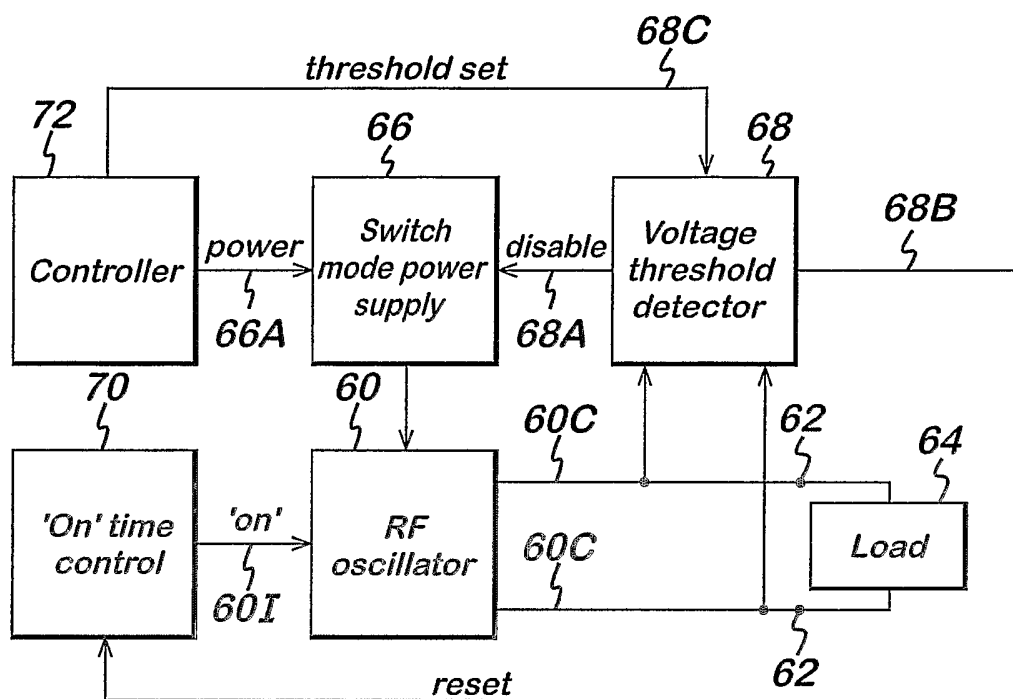 68C
threshold set
72
66
68
68B
Controller
power
66A
Switch
mode power
supply
disable
68A
Voltage
threshold
detector
70
60
60C
62
64
'On' time
control
'on'
60I
RF
oscillator
60C
Load
62
reset